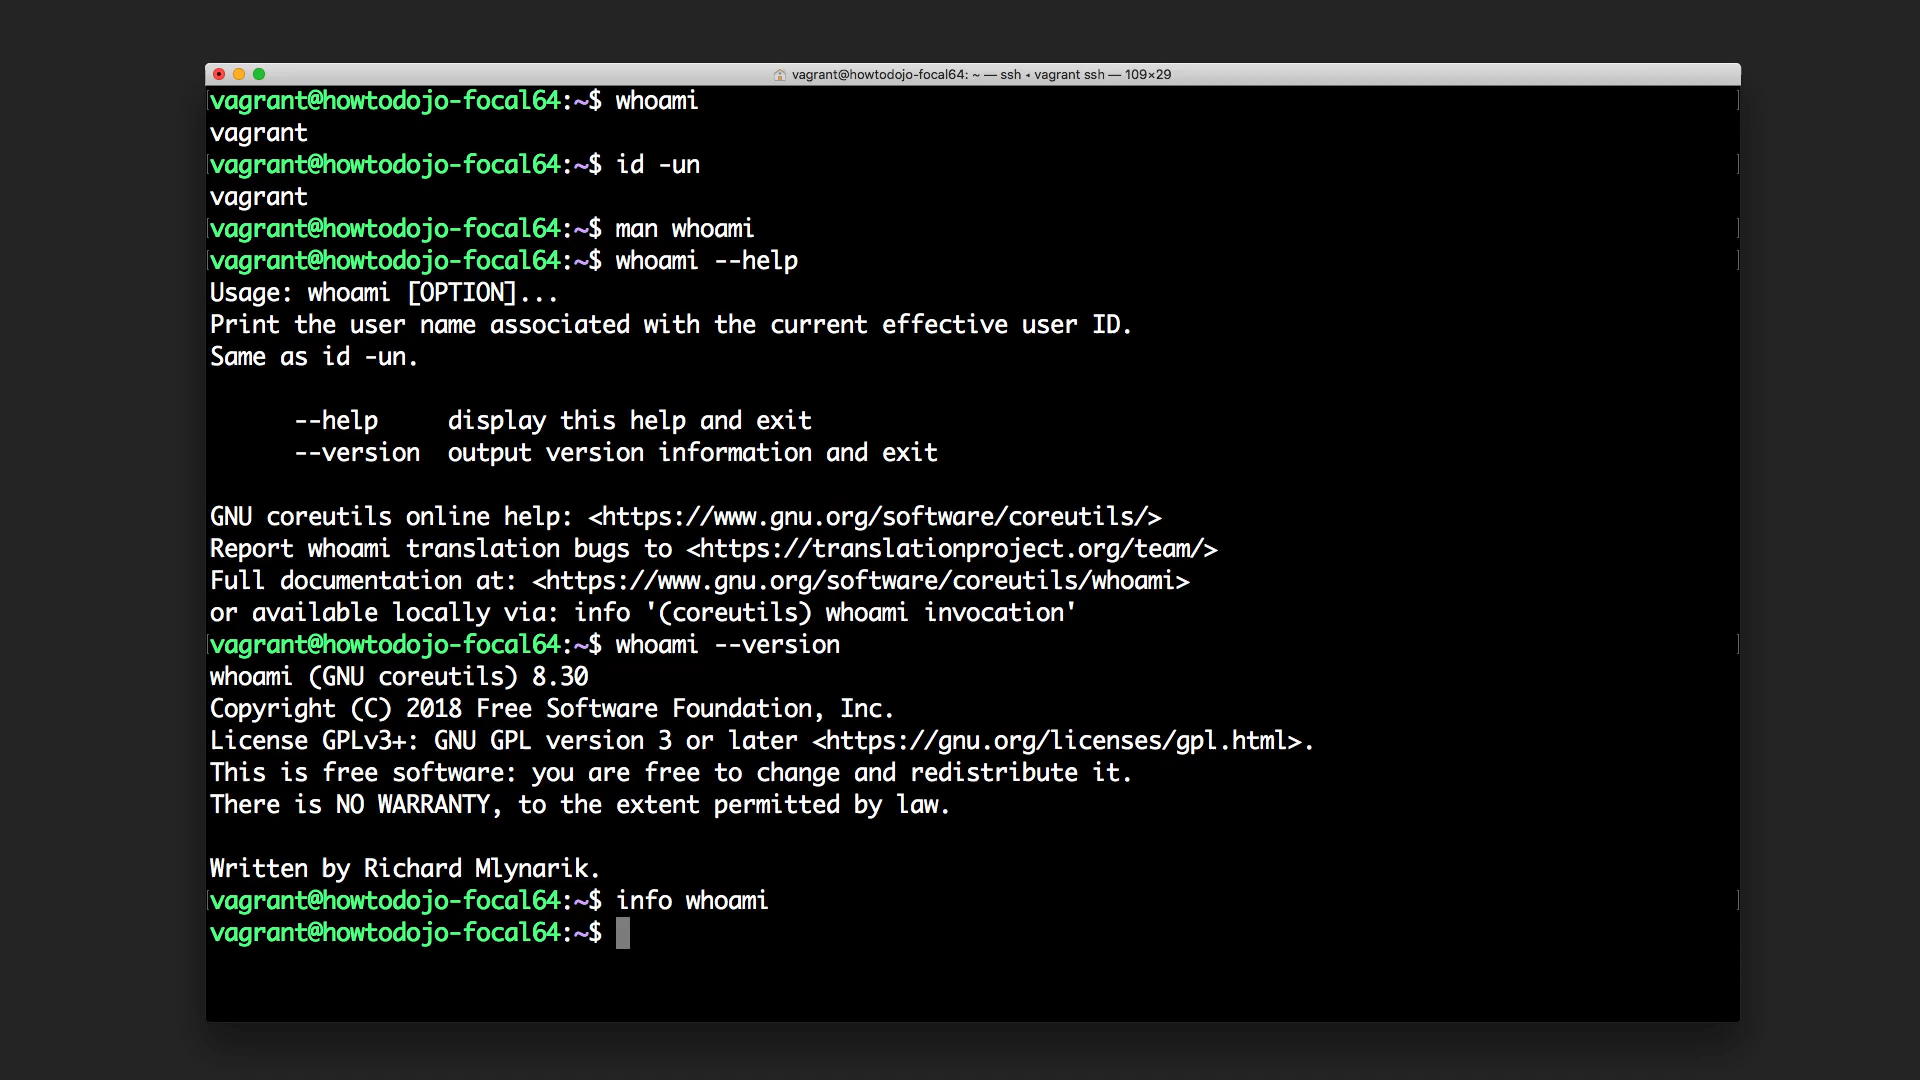 vagrant@howtodojo-focal64: ~ — ssh ◂ vagrant ssh — 109×29
vagrant@howtodojo-focal64:~$ whoami
vagrant
vagrant@howtodojo-focal64:~$ id -un
vagrant
vagrant@howtodojo-focal64:~$ man whoami
vagrant@howtodojo-focal64:~$ whoami --help
Usage: whoami [OPTION]...
Print the user name associated with the current effective user ID.
Same as id -un.
      --help     display this help and exit
      --version  output version information and exit
GNU coreutils online help: <https://www.gnu.org/software/coreutils/>
Report whoami translation bugs to <https://translationproject.org/team/>
Full documentation at: <https://www.gnu.org/software/coreutils/whoami>
or available locally via: info '(coreutils) whoami invocation'
vagrant@howtodojo-focal64:~$ whoami --version
whoami (GNU coreutils) 8.30
Copyright (C) 2018 Free Software Foundation, Inc.
License GPLv3+: GNU GPL version 3 or later <https://gnu.org/licenses/gpl.html>.
This is free software: you are free to change and redistribute it.
There is NO WARRANTY, to the extent permitted by law.
Written by Richard Mlynarik.
vagrant@howtodojo-focal64:~$ info whoami
vagrant@howtodojo-focal64:~$